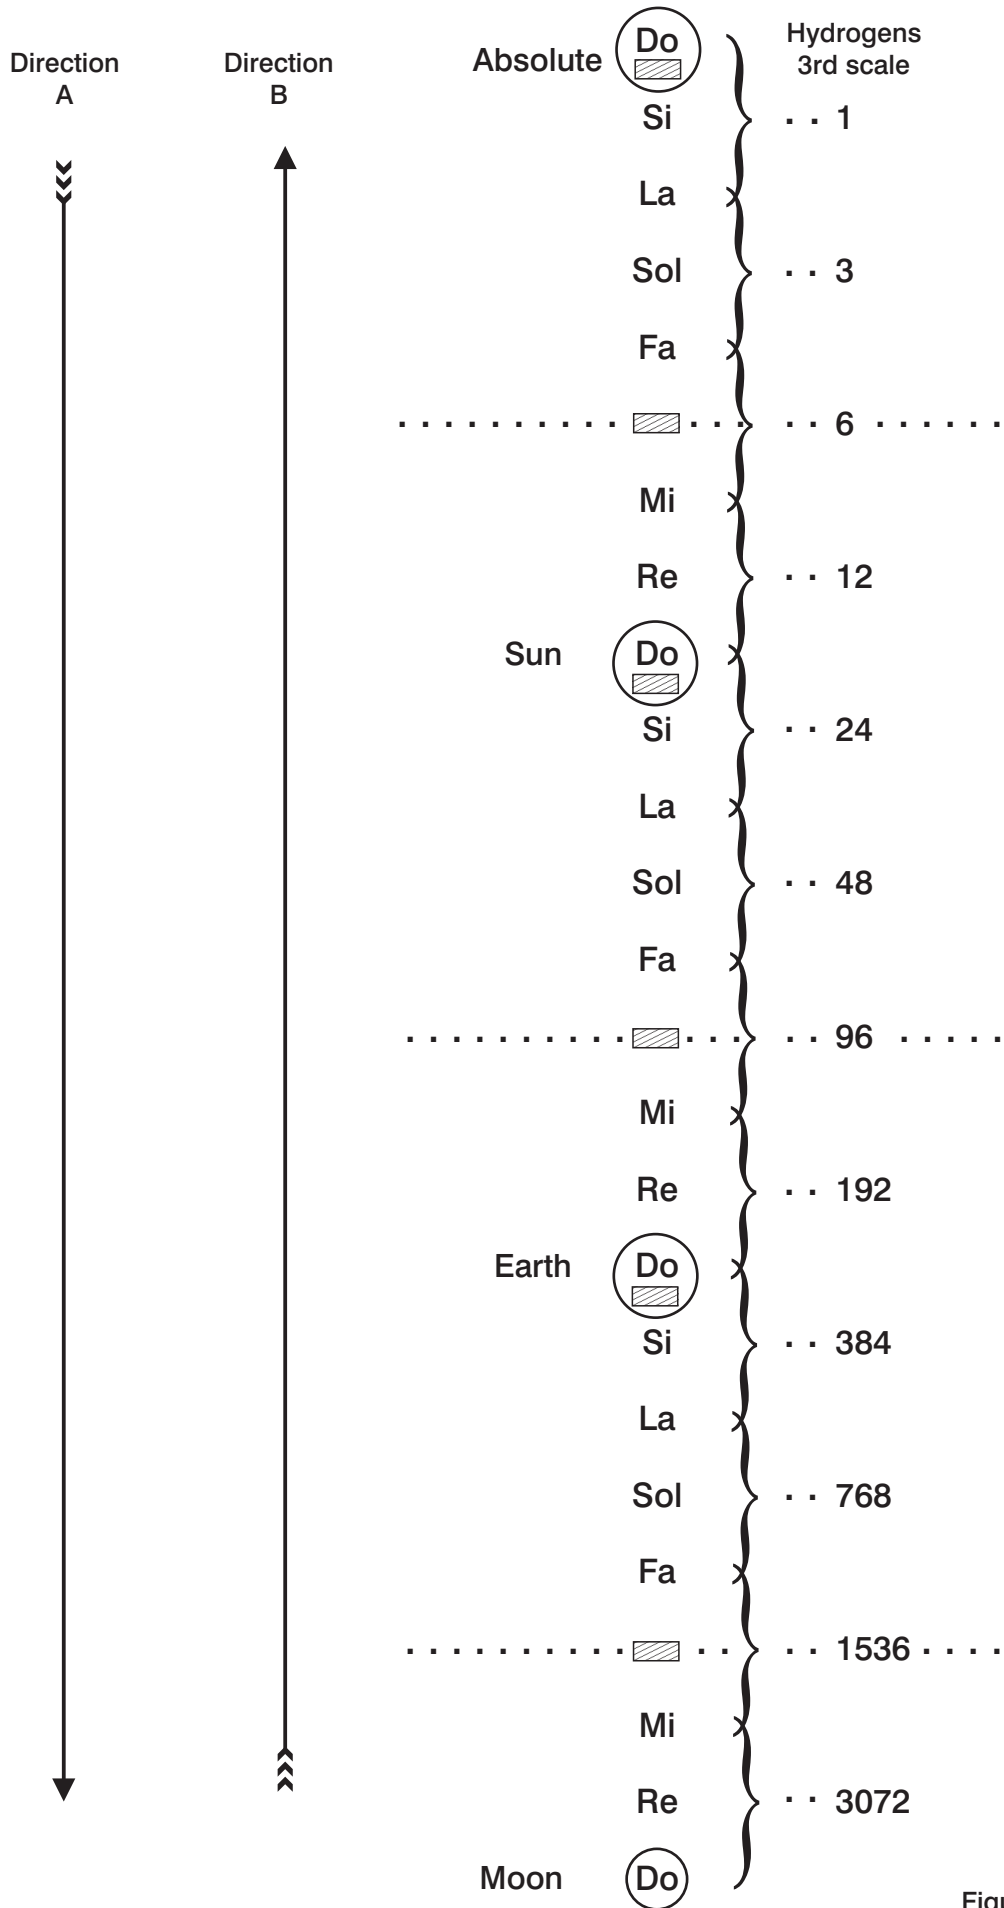 Direction
A
Direction
B
Absolute Do
Hydrogens
3rd scale
Si . . 1
La
Sol . . 3
Fa
. . . . . . . . . . . . . . . 6 . . . . . .
Mi
Re . . 12
Sun Do
Si . . 24
La
Sol . . 48
Fa
. . . . . . . . . . . . . . . 96 . . . . .
Mi
Re . . 192
Earth Do
Si . . 384
La
Sol . . 768
Fa
. . . . . . . . . . . . . . 1536 . . . .
Mi
Re . . 3072
Moon Do
Figu